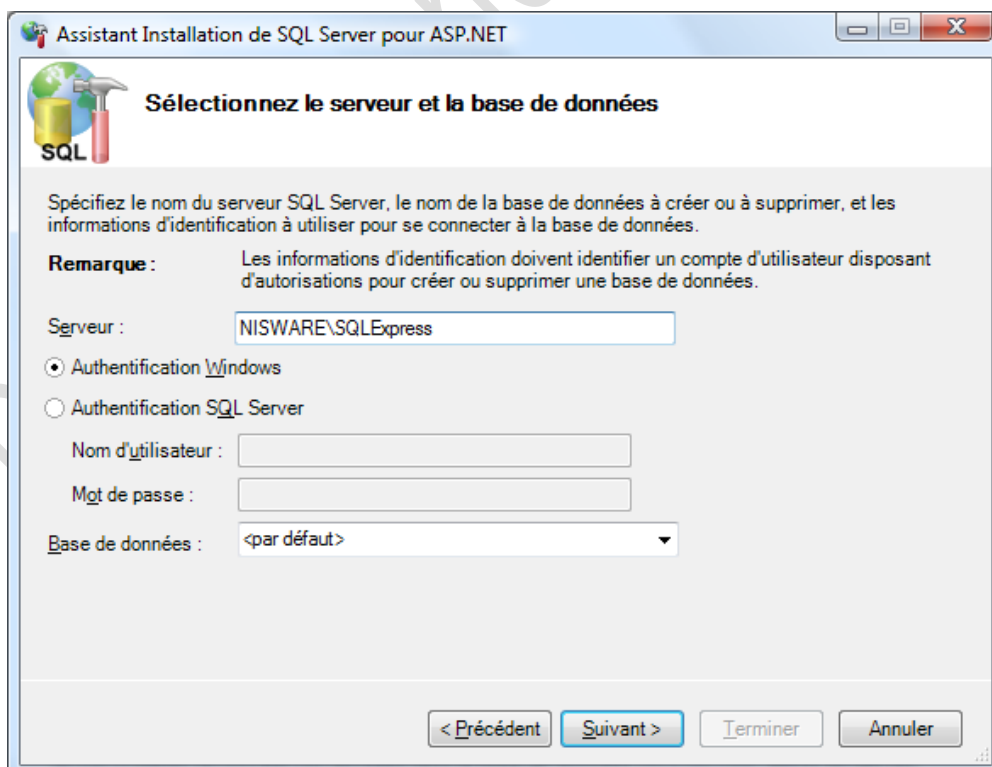 Assistant Installation de SQL Server pour ASP.NET
Sélectionnez le serveur et la base de données
SQL
Spécifiez le nom du serveur SQL Server, le nom de la base de données à créer ou à supprimer, et les
informations d'identification à utiliser pour se connecter à la base de données.
Remarque : Les informations d'identification doivent identifier un compte d'utilisateur disposant
d'autorisations pour créer ou supprimer une base de données.
Serveur : NISWARE\SQLExpress
Authentification Windows
Authentification SQL Server
Nom d'utilisateur :
Mot de passe :
Base de données : <par défaut>
< Précédent Suivant > Terminer Annuler